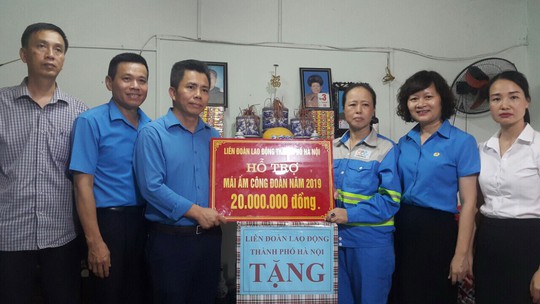 LIÊN ĐOÀN LAO ĐỘNG THÀNH PHỐ HÀ NỘI
HỖ TRỢ
MÁI ẤM CÔNG ĐOÀN NĂM 2019
20.000.000 đồng.
LIÊN ĐOÀN LAO ĐỘNG
THÀNH PHỐ HÀ NỘI
TẶNG